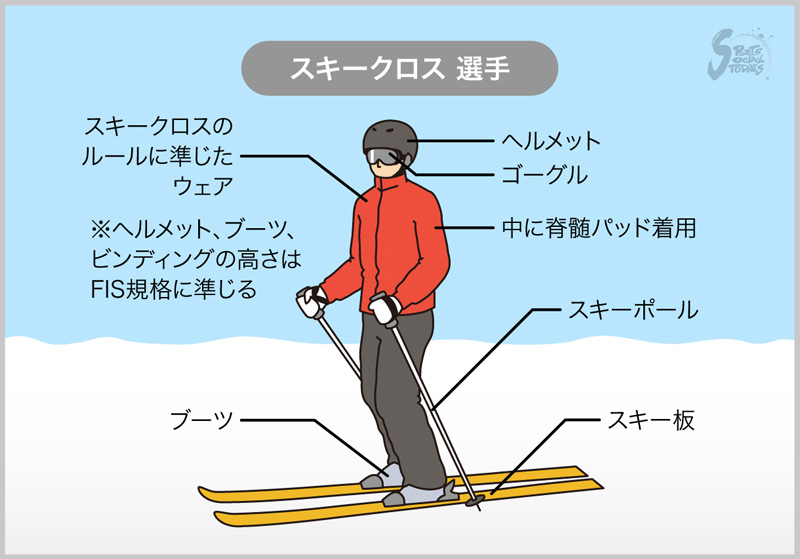 スキークロス 選手
SPORTS
SOCIAL
STORIES
スキークロスの
ルールに準じた
ウェア
※ヘルメット、ブーツ、
ビンディングの高さは
FIS規格に準じる
ヘルメット
ゴーグル
中に脊髄パッド着用
スキーポール
ブーツ
スキー板